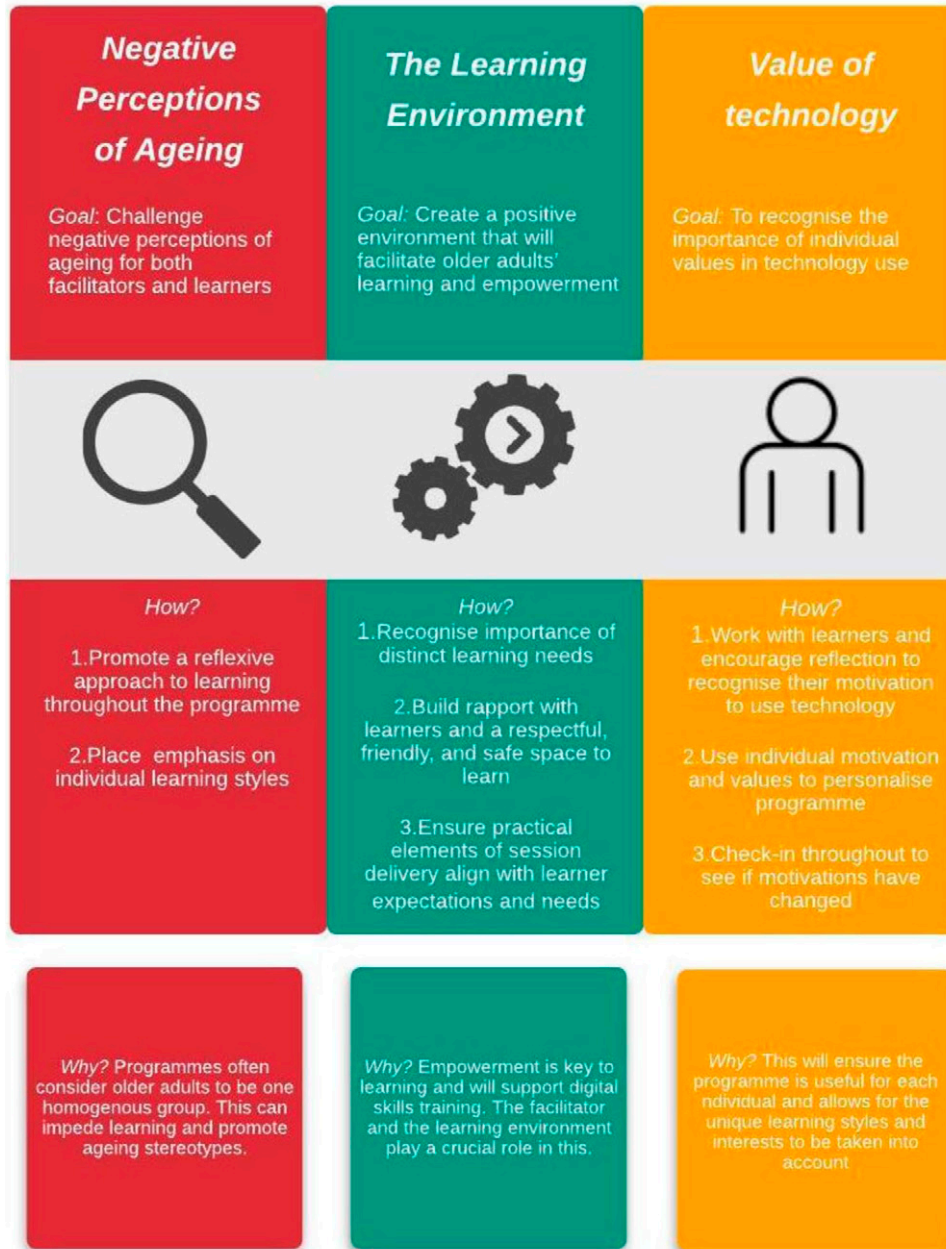 Negative
Perceptions
of Ageing
Goal: Challenge
negative perceptions of
ageing for both
facilitators and learners
The Learning
Environment
Goal: Create a positive
environment that will
facilitate older adults'
learning and empowerment
Value of
technology
Goal: To recognise the
importance of individual
values in technology use
How?
1.Promote a reflexive
approach to learning
throughout the programme
2.Place emphasis on
individual learning styles
How?
1.Recognise importance of
distinct learning needs
2.Build rapport with
learners and a respectful,
friendly, and safe space to
learn
3.Ensure practical
elements of session
delivery align with learner
expectations and needs
How?
1.Work with learners and
encourage reflection to
recognise their motivation
to use technology
2.Use individual motivation
and values to personalise
programme
3.Check-in throughout to
see if motivations have
changed
Why? Programmes often
consider older adults to be one
homogenous group. This can
impede learning and promote
ageing stereotypes.
Why? Empowerment is key to
learning and will support digital
skills training. The facilitator
and the learning environment
play a crucial role in this.
Why? This will ensure the
programme is useful for each
ndividual and allows for the
unique learning styles and
interests to be taken into
account